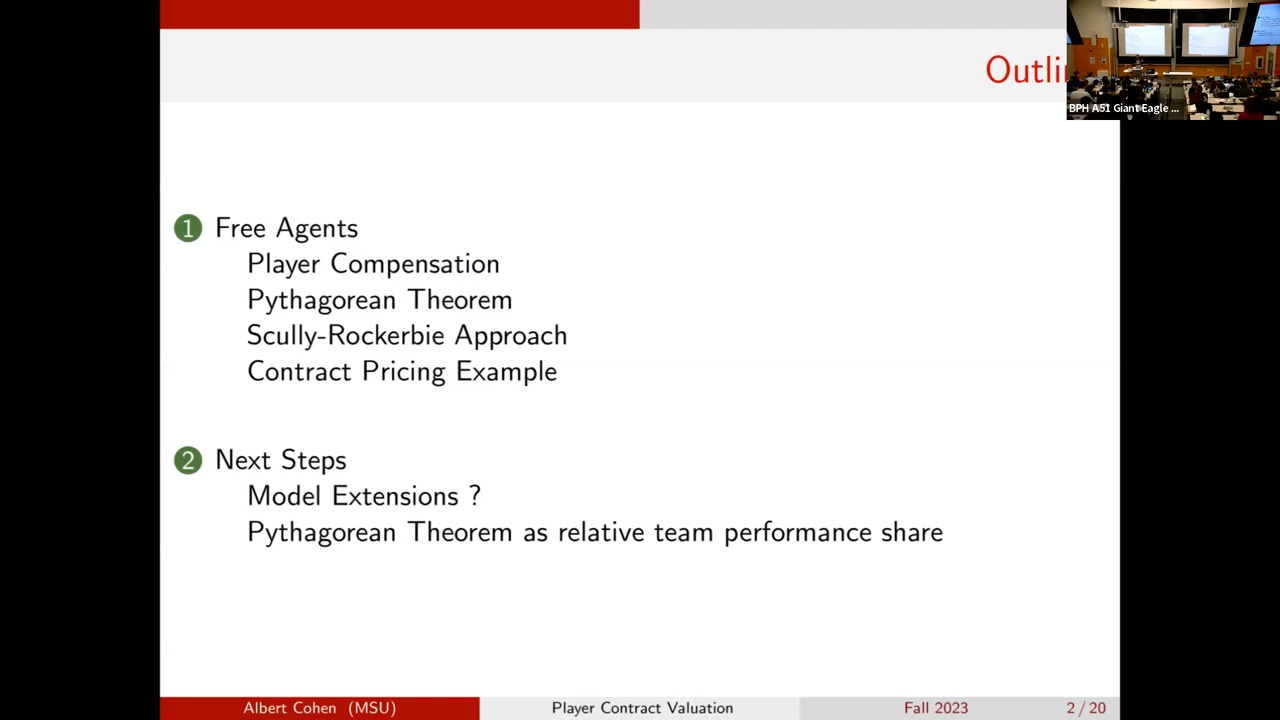 Outli
BPH A51 Giant Eagle ...
1 Free Agents
Player Compensation
Pythagorean Theorem
Scully-Rockerbie Approach
Contract Pricing Example
2 Next Steps
Model Extensions ?
Pythagorean Theorem as relative team performance share
Albert Cohen (MSU) Player Contract Valuation Fall 2023 2 / 20